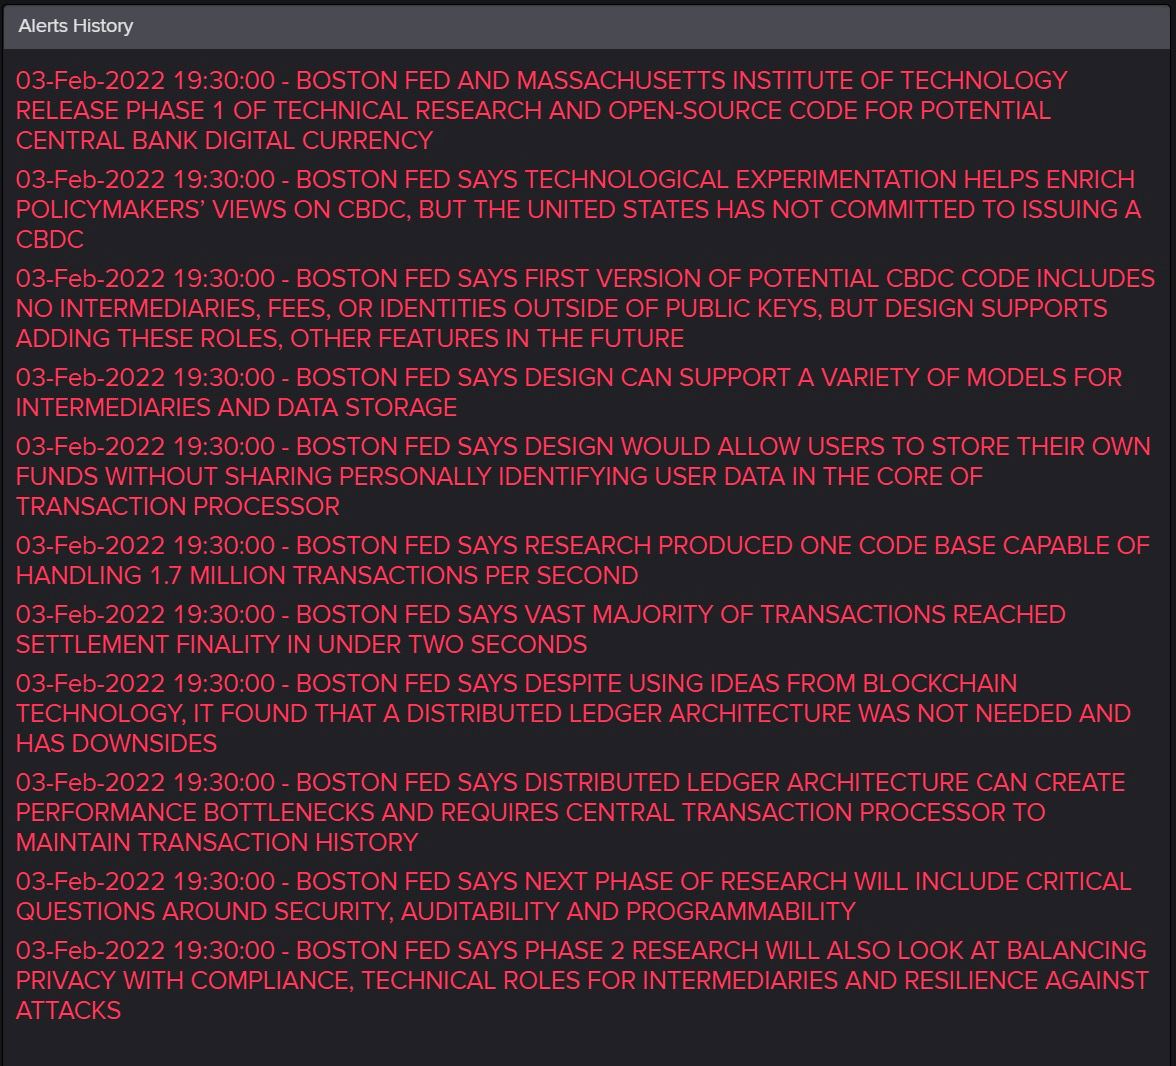 Alerts History
03-Feb-2022 19:30:00 - BOSTON FED AND MASSACHUSETTS INSTITUTE OF TECHNOLOGY
RELEASE PHASE 1 OF TECHNICAL RESEARCH AND OPEN-SOURCE CODE FOR POTENTIAL
CENTRAL BANK DIGITAL CURRENCY
03-Feb-2022 19:30:00 - BOSTON FED SAYS TECHNOLOGICAL EXPERIMENTATION HELPS ENRICH
POLICYMAKERS’ VIEWS ON CBDC, BUT THE UNITED STATES HAS NOT COMMITTED TO ISSUING A
CBDC
03-Feb-2022 19:30:00 - BOSTON FED SAYS FIRST VERSION OF POTENTIAL CBDC CODE INCLUDES
NO INTERMEDIARIES, FEES, OR IDENTITIES OUTSIDE OF PUBLIC KEYS, BUT DESIGN SUPPORTS
ADDING THESE ROLES, OTHER FEATURES IN THE FUTURE
03-Feb-2022 19:30:00 - BOSTON FED SAYS DESIGN CAN SUPPORT A VARIETY OF MODELS FOR
INTERMEDIARIES AND DATA STORAGE
03-Feb-2022 19:30:00 - BOSTON FED SAYS DESIGN WOULD ALLOW USERS TO STORE THEIR OWN
FUNDS WITHOUT SHARING PERSONALLY IDENTIFYING USER DATA IN THE CORE OF
TRANSACTION PROCESSOR
03-Feb-2022 19:30:00 - BOSTON FED SAYS RESEARCH PRODUCED ONE CODE BASE CAPABLE OF
HANDLING 1.7 MILLION TRANSACTIONS PER SECOND
03-Feb-2022 19:30:00 - BOSTON FED SAYS VAST MAJORITY OF TRANSACTIONS REACHED
SETTLEMENT FINALITY IN UNDER TWO SECONDS
03-Feb-2022 19:30:00 - BOSTON FED SAYS DESPITE USING IDEAS FROM BLOCKCHAIN
TECHNOLOGY, IT FOUND THAT A DISTRIBUTED LEDGER ARCHITECTURE WAS NOT NEEDED AND
HAS DOWNSIDES
03-Feb-2022 19:30:00 - BOSTON FED SAYS DISTRIBUTED LEDGER ARCHITECTURE CAN CREATE
PERFORMANCE BOTTLENECKS AND REQUIRES CENTRAL TRANSACTION PROCESSOR TO
MAINTAIN TRANSACTION HISTORY
03-Feb-2022 19:30:00 - BOSTON FED SAYS NEXT PHASE OF RESEARCH WILL INCLUDE CRITICAL
QUESTIONS AROUND SECURITY, AUDITABILITY AND PROGRAMMABILITY
03-Feb-2022 19:30:00 - BOSTON FED SAYS PHASE 2 RESEARCH WILL ALSO LOOK AT BALANCING
PRIVACY WITH COMPLIANCE, TECHNICAL ROLES FOR INTERMEDIARIES AND RESILIENCE AGAINST
ATTACKS